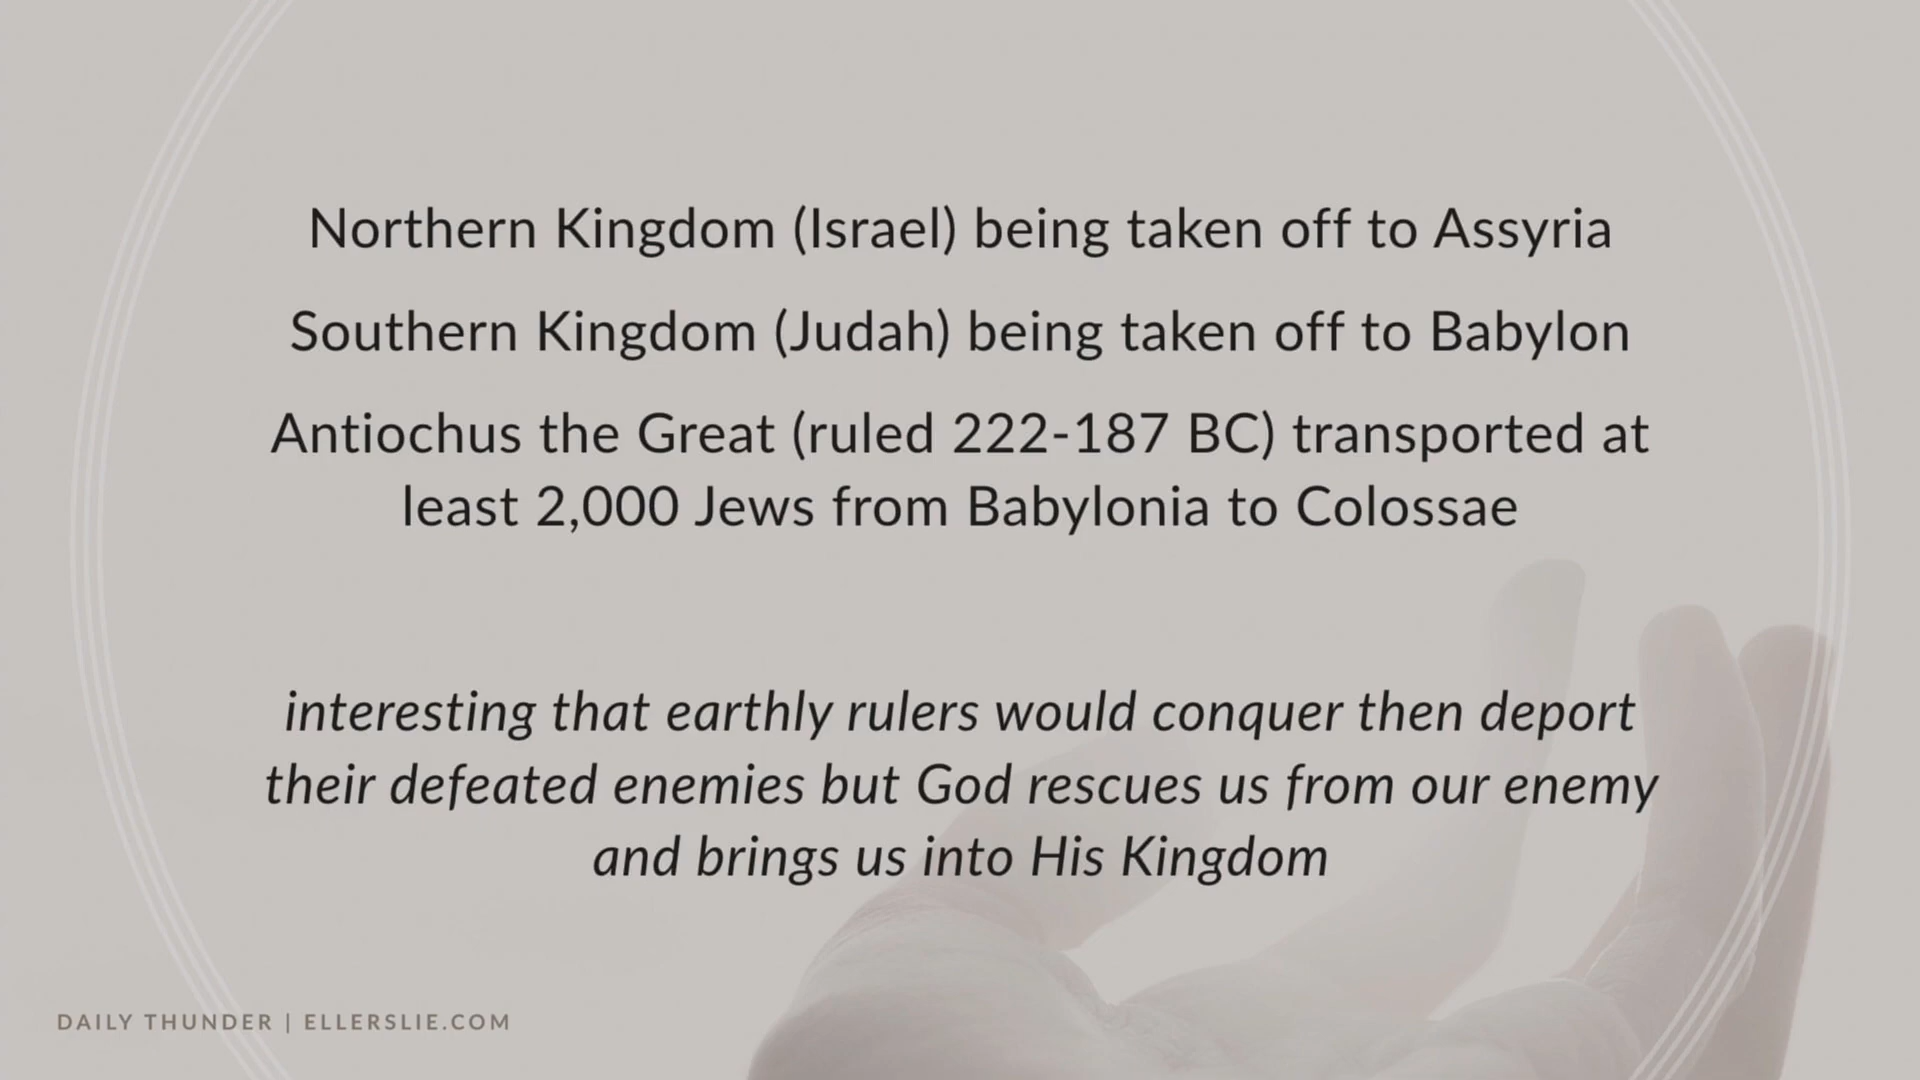 Northern Kingdom (Israel) being taken off to Assyria
Southern Kingdom (Judah) being taken off to Babylon
Antiochus the Great (ruled 222-187 BC) transported at
least 2,000 Jews from Babylonia to Colossae
interesting that earthly rulers would conquer then deport
their defeated enemies but God rescues us from our enemy
and brings us into His Kingdom
DAILY THUNDER | ELLERSLIE.COM